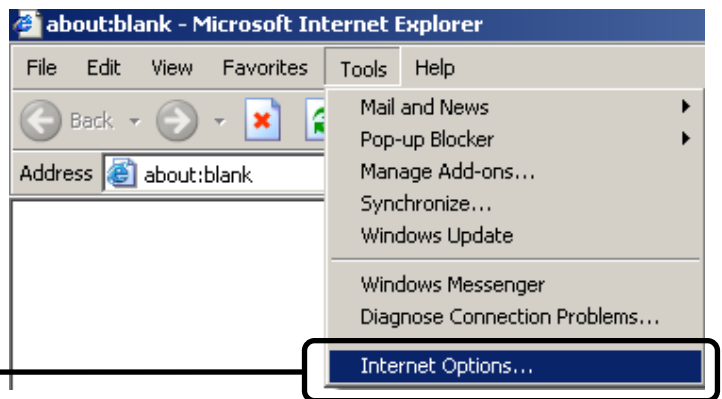 about:blank - Microsoft Internet Explorer
File Edit View Favorites Tools Help
Back
Address about:blank
Mail and News
Pop-up Blocker
Manage Add-ons...
Synchronize...
Windows Update
Windows Messenger
Diagnose Connection Problems...
Internet Options...